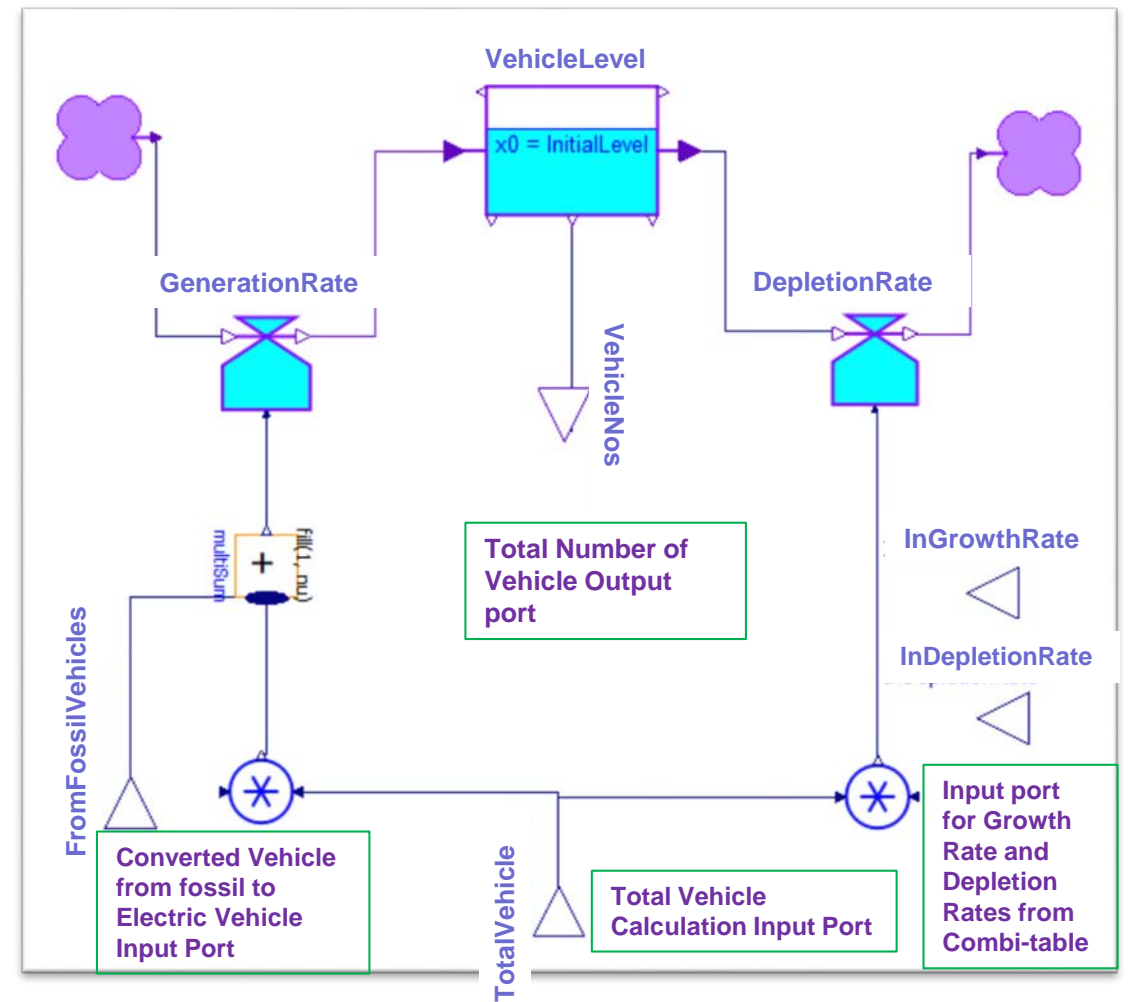 VehicleLevel
x0 = InitialLevel
GenerationRate
DepletionRate
VehicleNos
fill(1, nu)
+
multiSum
Total Number of
Vehicle Output
port
InGrowthRate
InDepletionRate
FromFossilVehicles
Converted Vehicle
from fossil to
Electric Vehicle
Input Port
TotalVehicle
Total Vehicle
Calculation Input Port
Input port
for Growth
Rate and
Depletion
Rates from
Combi-table